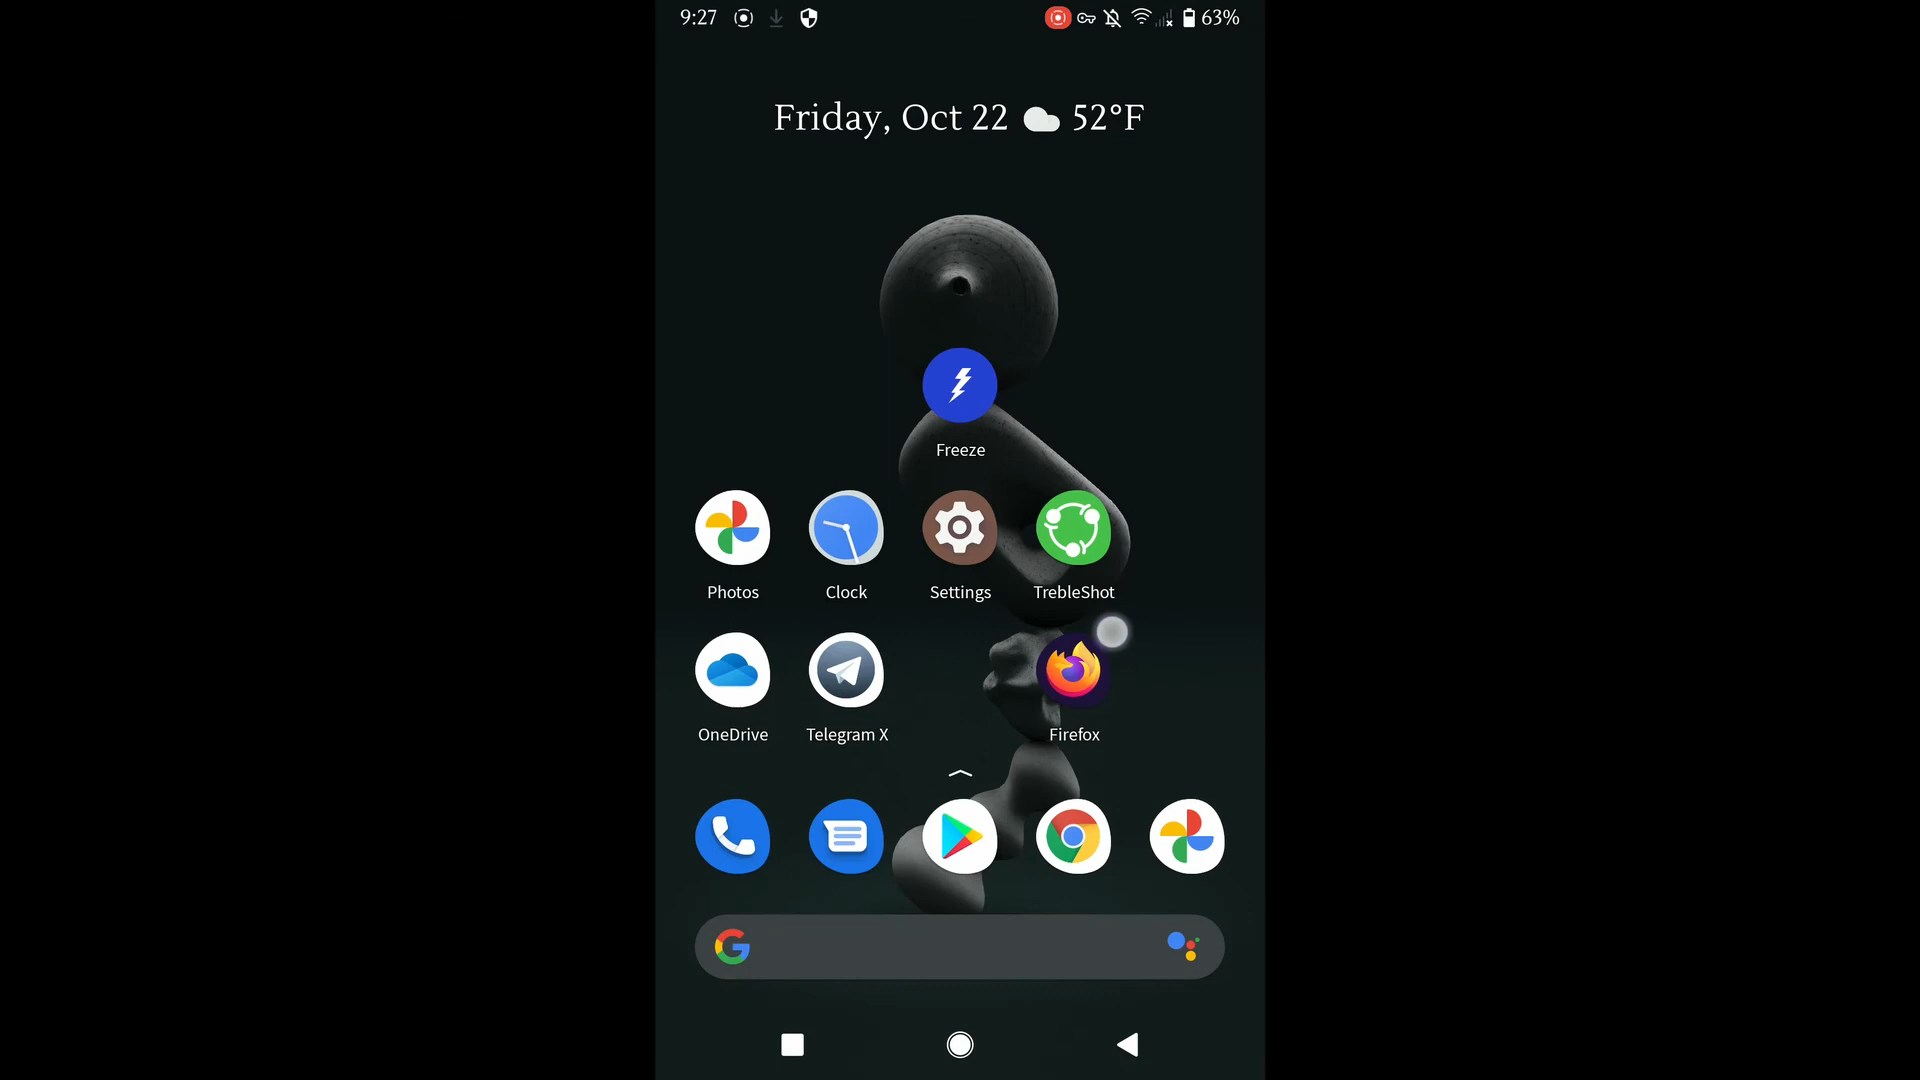 9:27 63%
Friday, Oct 22 52°F
Freeze
Photos Clock Settings TrebleShot
OneDrive Telegram X Firefox